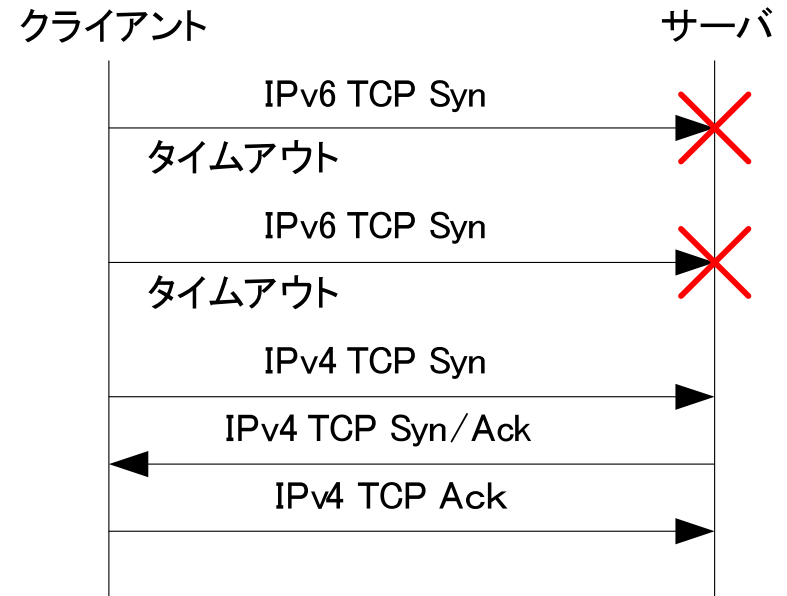 クライアント
サーバ
IPv6 TCP Syn
タイムアウト
IPv6 TCP Syn
タイムアウト
IPv4 TCP Syn
IPv4 TCP Syn/Ack
IPv4 TCP Ack